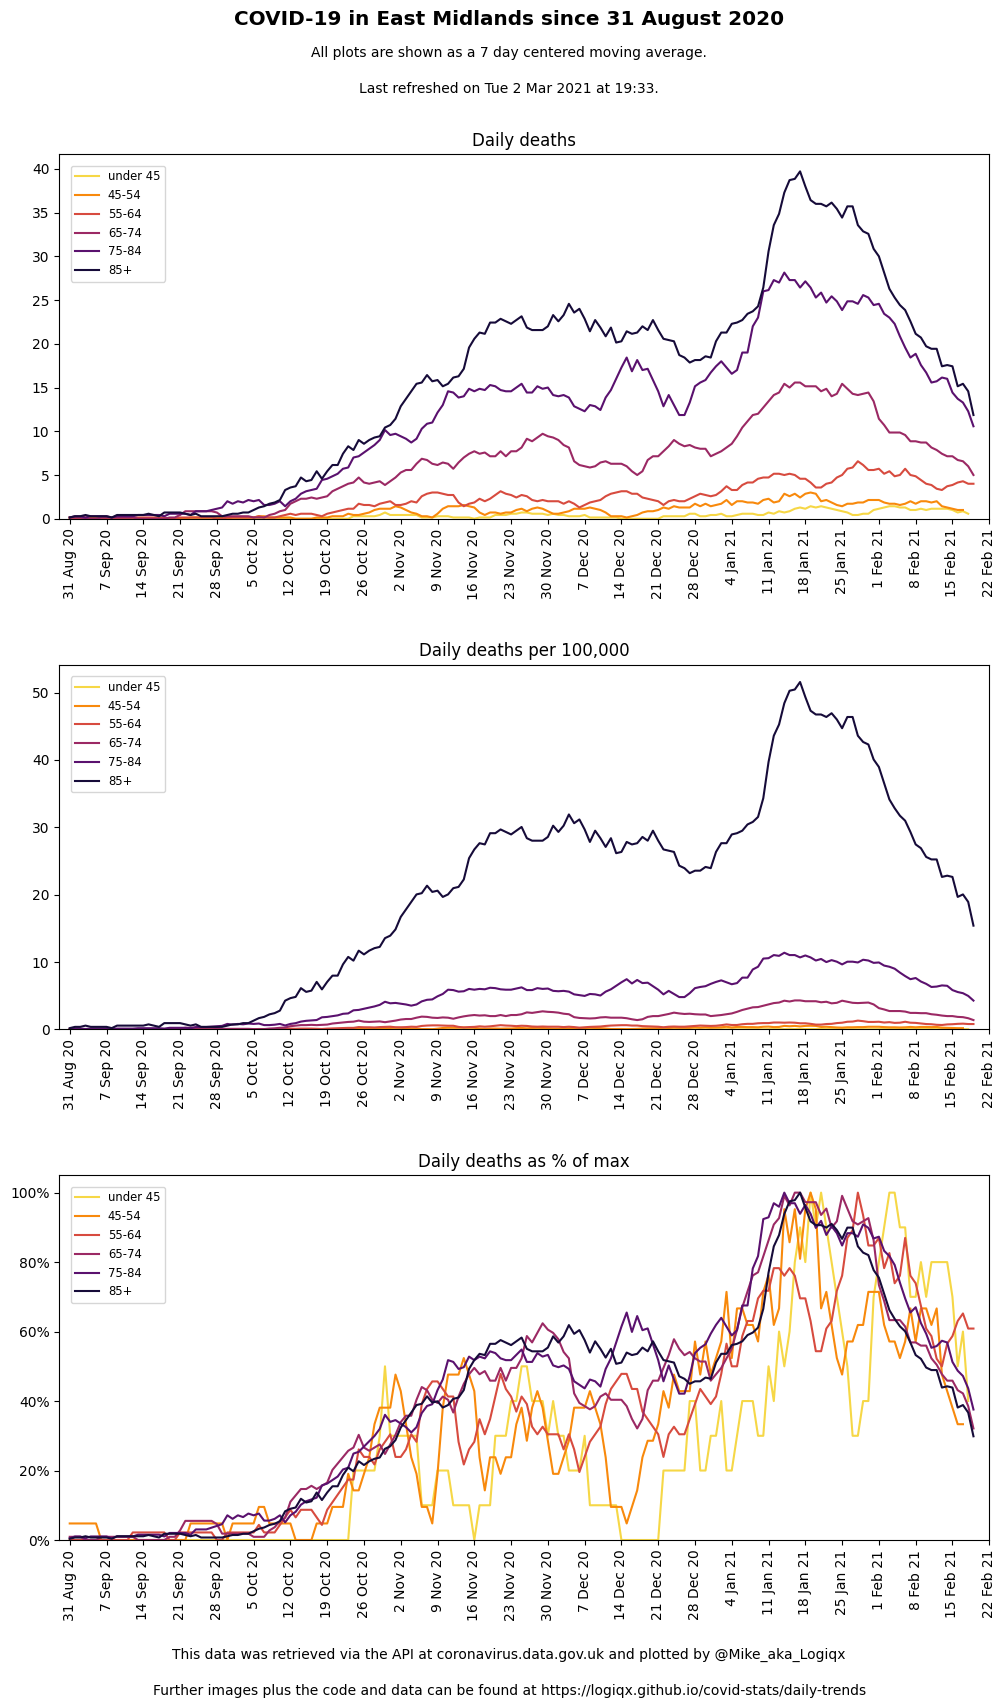 COVID-19 in East Midlands since 31 August 2020
All plots are shown as a 7 day centered moving average.
Last refreshed on Tue 2 Mar 2021 at 19:33.
Daily deaths
40
35
30
25
20
15
10
5
0
under 45
45-54
55-64
65-74
75-84
85+
31 Aug 20
7 Sep 20
14 Sep 20
21 Sep 20
28 Sep 20
5 Oct 20
12 Oct 20
19 Oct 20
26 Oct 20
2 Nov 20
9 Nov 20
16 Nov 20
23 Nov 20
30 Nov 20
7 Dec 20
14 Dec 20
21 Dec 20
28 Dec 20
4 Jan 21
11 Jan 21
18 Jan 21
25 Jan 21
1 Feb 21
8 Feb 21
15 Feb 21
22 Feb 21
Daily deaths per 100,000
50
40
30
20
10
0
under 45
45-54
55-64
65-74
75-84
85+
31 Aug 20
7 Sep 20
14 Sep 20
21 Sep 20
28 Sep 20
5 Oct 20
12 Oct 20
19 Oct 20
26 Oct 20
2 Nov 20
9 Nov 20
16 Nov 20
23 Nov 20
30 Nov 20
7 Dec 20
14 Dec 20
21 Dec 20
28 Dec 20
4 Jan 21
11 Jan 21
18 Jan 21
25 Jan 21
1 Feb 21
8 Feb 21
15 Feb 21
22 Feb 21
Daily deaths as % of max
100%
80%
60%
40%
20%
0%
under 45
45-54
55-64
65-74
75-84
85+
31 Aug 20
7 Sep 20
14 Sep 20
21 Sep 20
28 Sep 20
5 Oct 20
12 Oct 20
19 Oct 20
26 Oct 20
2 Nov 20
9 Nov 20
16 Nov 20
23 Nov 20
30 Nov 20
7 Dec 20
14 Dec 20
21 Dec 20
28 Dec 20
4 Jan 21
11 Jan 21
18 Jan 21
25 Jan 21
1 Feb 21
8 Feb 21
15 Feb 21
22 Feb 21
This data was retrieved via the API at coronavirus.data.gov.uk and plotted by @Mike_aka_Logiqx
Further images plus the code and data can be found at https://logiqx.github.io/covid-stats/daily-trends